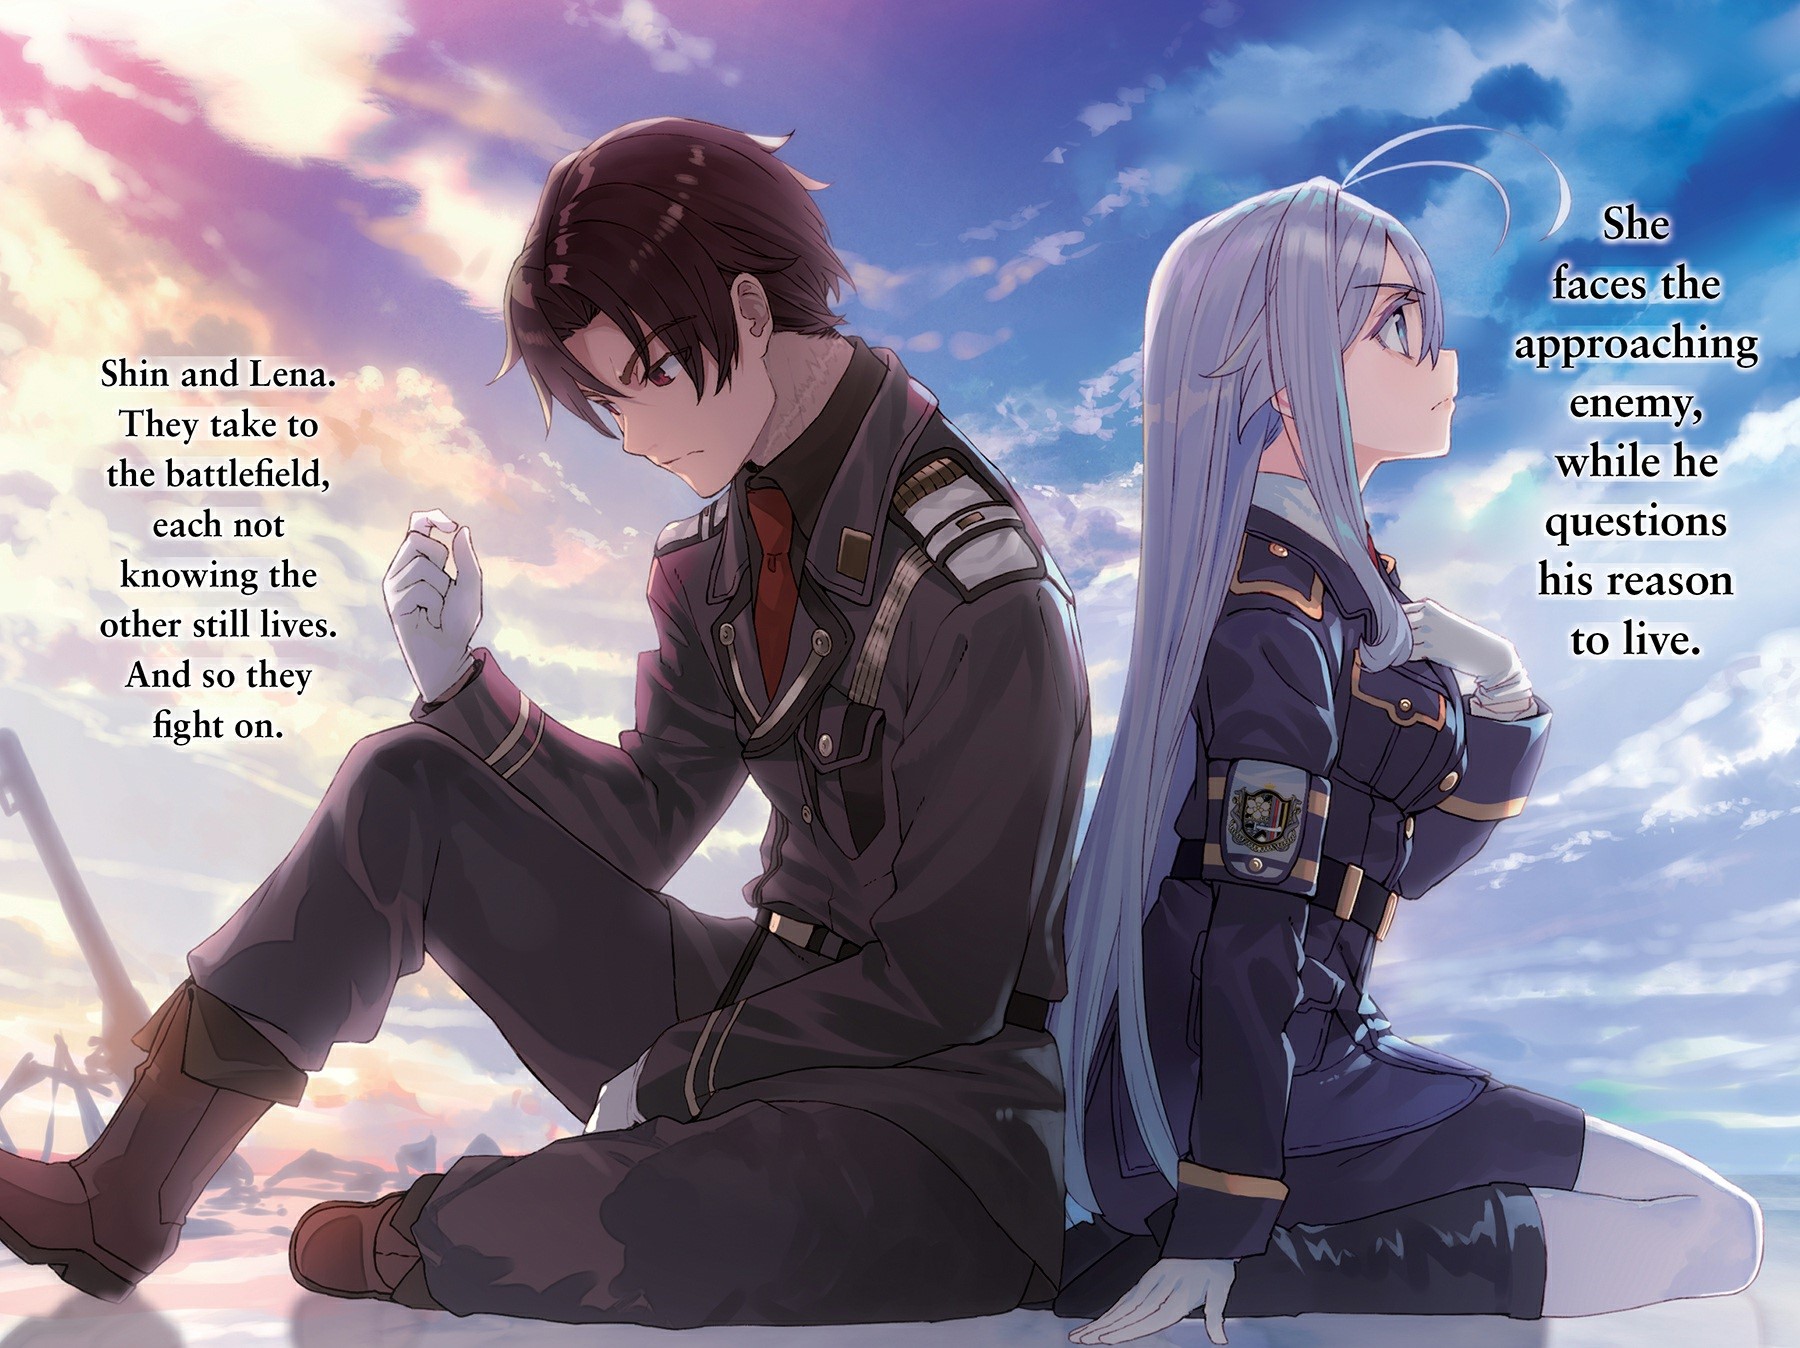 Shin and Lena.
They take to
the battlefield,
each not
knowing the
other still lives.
And so they
fight on.
She
faces the
approaching
enemy,
while he
questions
his reason
to live.